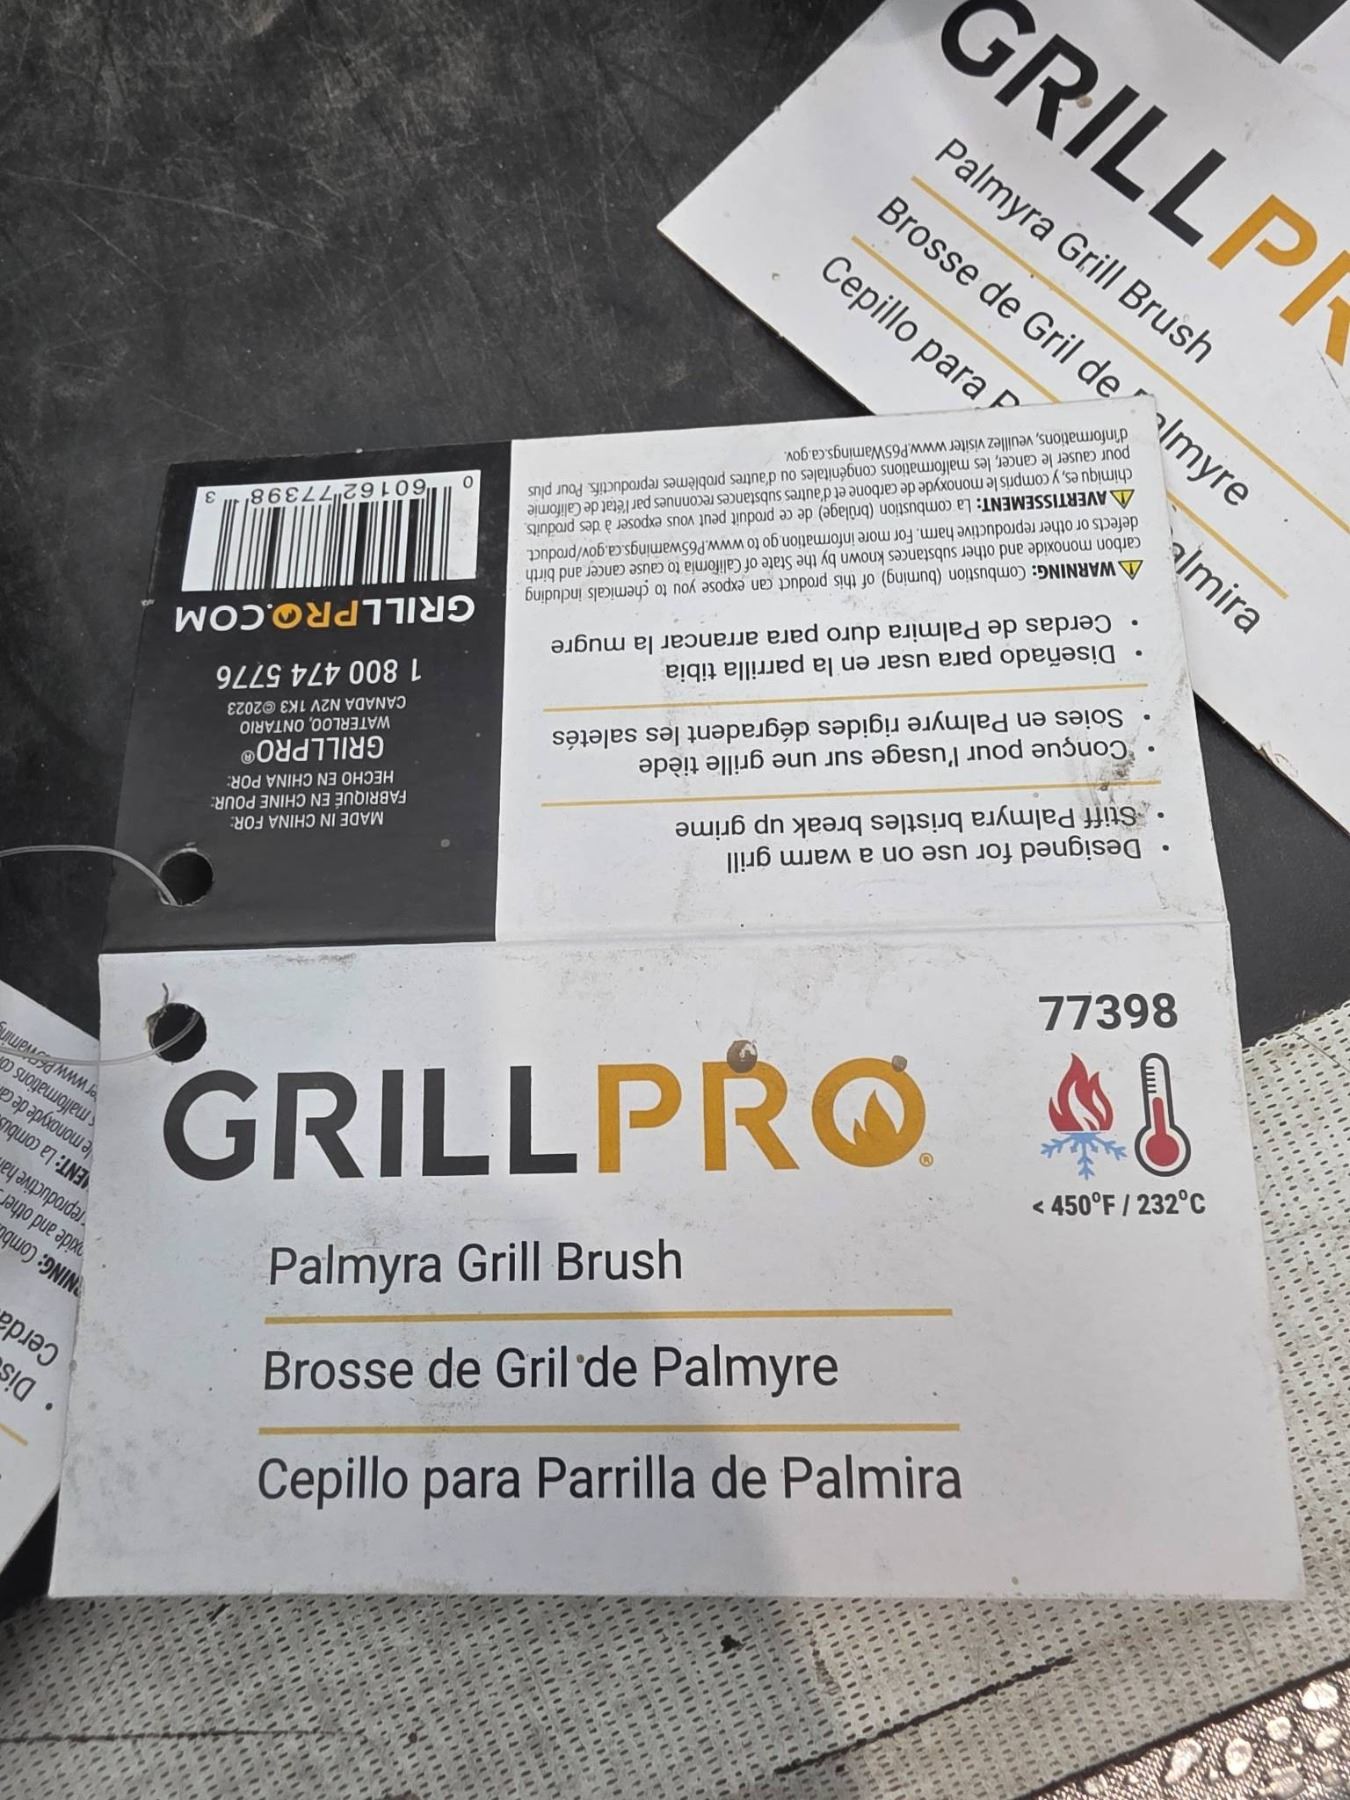 GRILLPRO®
77398
< 450°F / 232°C
Palmyra Grill Brush
Brosse de Gril de Palmyre
Cepillo para Parrilla de Palmira
• Designed for use on a warm grill
• Stiff Palmyra bristles break up grime
• Conçue pour l'usage sur une grille tiède
• Soies en Palmyre rigides dégradent les saletés
• Diseñado para usar en la parrilla tibia
• Cerdas de Palmira duro para arrancar la mugre
WARNING: Combustion (burning) of this product can expose you to chemicals including
carbon monoxide and other substances known by the State of California to cause cancer and birth
defects or other reproductive harm. For more information go to www.P65warnings.ca.gov/product.
AVERTISSEMENT: La combustion (brûlage) de ce produit peut vous exposer à des produits
chimiques, y compris le monoxyde de carbone et d'autres substances reconnues par l'état de Californie
pour causer le cancer, les malformations congénitales ou d'autres problèmes reproductifs. Pour plus
d'informations, veuillez visiter www.P65Warnings.ca.gov.
MADE IN CHINA FOR:
FABRIQUÉ EN CHINE POUR:
HECHO EN CHINA POR:
GRILLPRO®
WATERLOO, ONTARIO
CANADA N2V 1K3 ©2023
1 800 474 5776
GRILLPRO.COM
0 60162 77398 3
GRILLPR
Palmyra Grill Brush
Brosse de Gril de Palmyre
Cepillo para P
almira
• Dis
Cerda